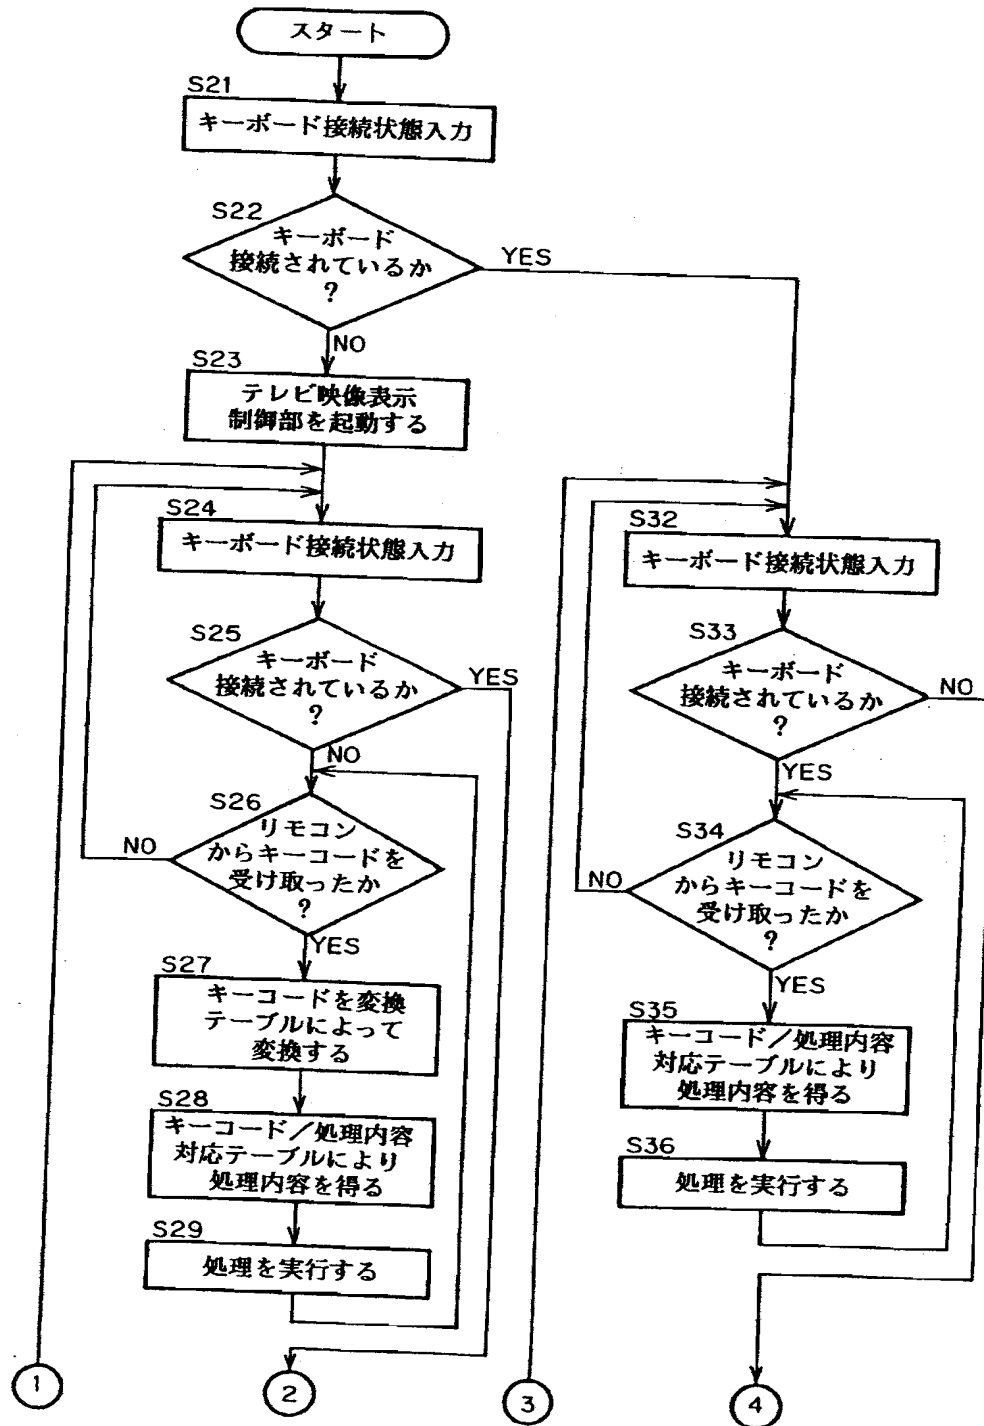 スタート
S21
キーボード接続状態入力
S22
キーボード
接続されているか
?
YES
NO
S23
テレビ映像表示
制御部を起動する
S24
キーボード接続状態入力
S25
キーボード
接続されているか
?
YES
NO
S26
リモコン
からキーコードを
受け取ったか
?
NO
YES
S27
キーコードを変換
テーブルによって
変換する
S28
キーコード/処理内容
対応テーブルにより
処理内容を得る
S29
処理を実行する
S32
キーボード接続状態入力
S33
キーボード
接続されているか
?
NO
YES
S34
リモコン
からキーコードを
受け取ったか
?
NO
YES
S35
キーコード/処理内容
対応テーブルにより
処理内容を得る
S36
処理を実行する
1
2
3
4